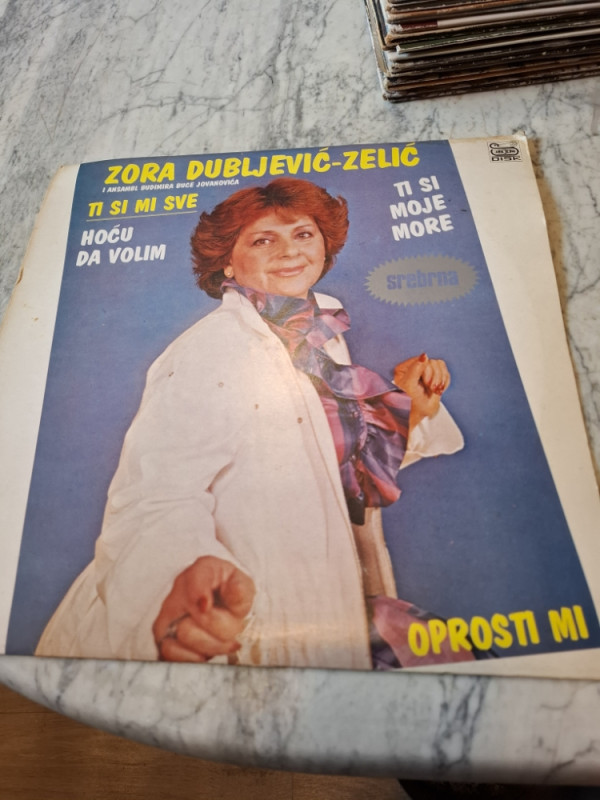 ZORA DUBLJEVIĆ-ZELIĆ
I ANSAMBL BUDIMIRA BUCE JOVANOVIĆA
TI SI MI SVE
HOĆU
DA VOLIM
TI SI
MOJE
MORE
srebrna
DISK
OPROSTI MI